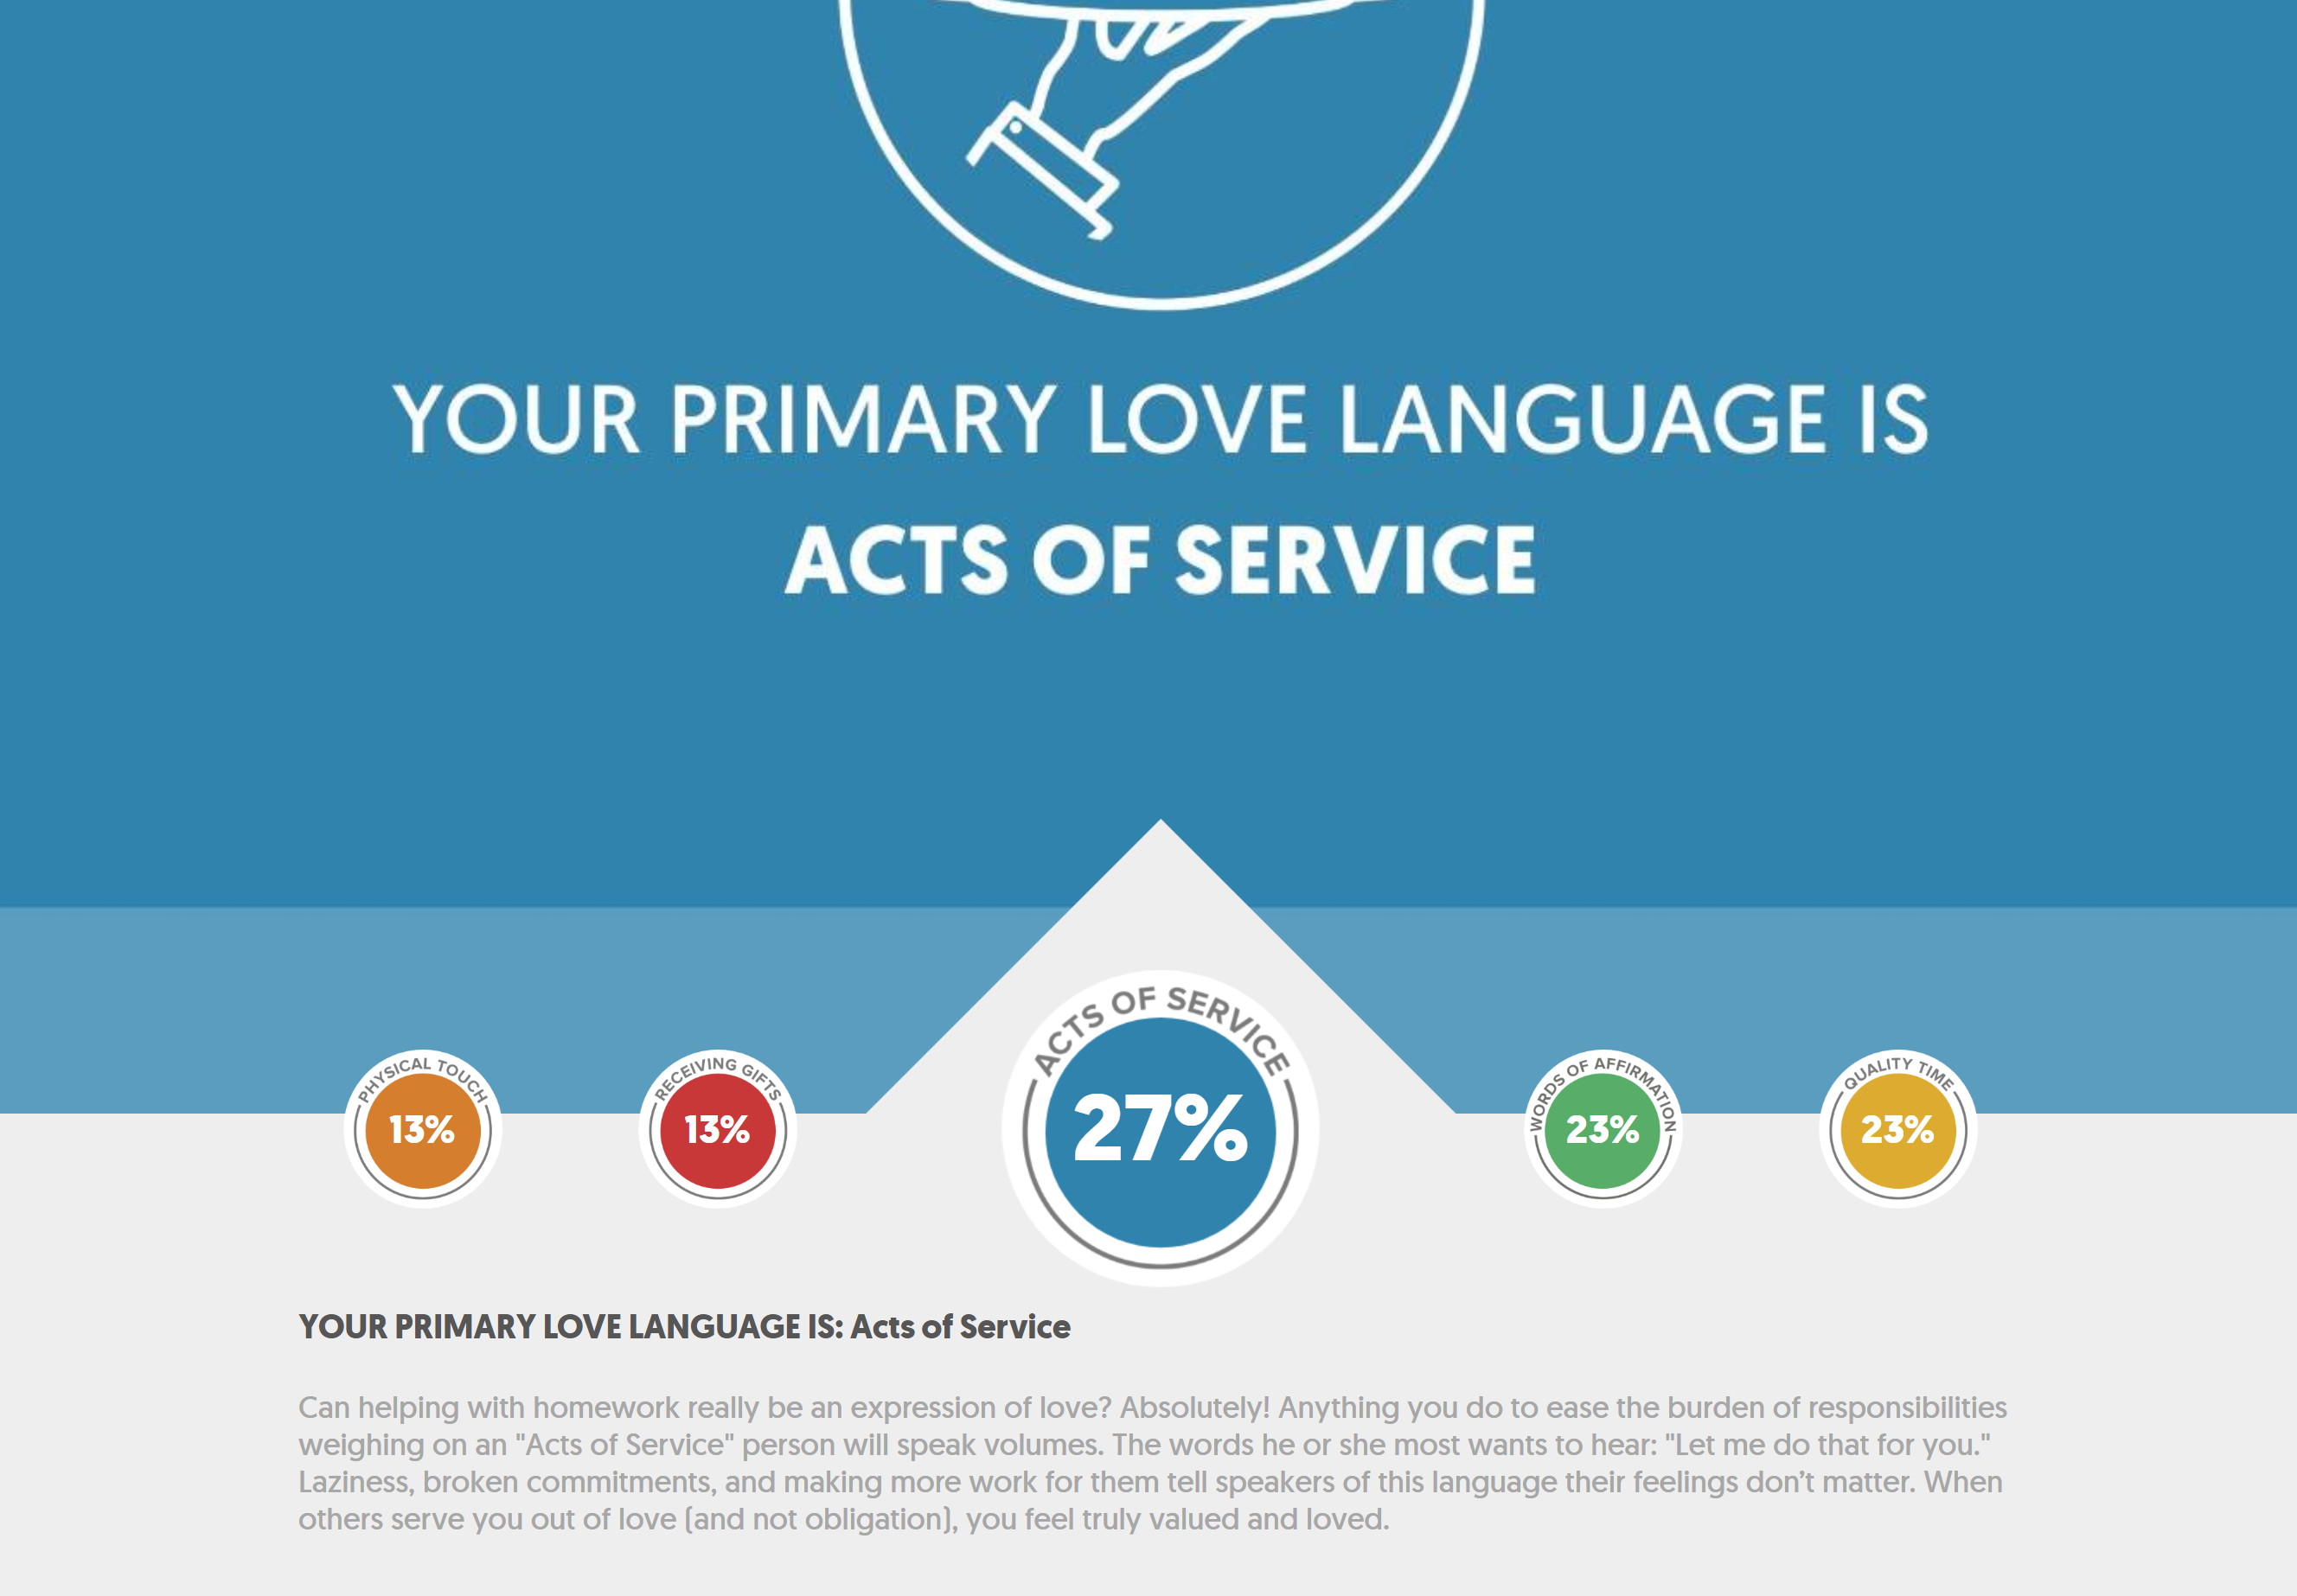 YOUR PRIMARY LOVE LANGUAGE IS
ACTS OF SERVICE
PHYSICAL TOUCH
13%
RECEIVING GIFTS
13%
ACTS OF SERVICE
27%
WORDS OF AFFIRMATION
23%
QUALITY TIME
23%
YOUR PRIMARY LOVE LANGUAGE IS: Acts of Service
Can helping with homework really be an expression of love? Absolutely! Anything you do to ease the burden of responsibilities
weighing on an "Acts of Service" person will speak volumes. The words he or she most wants to hear: "Let me do that for you."
Laziness, broken commitments, and making more work for them tell speakers of this language their feelings don’t matter. When
others serve you out of love (and not obligation), you feel truly valued and loved.